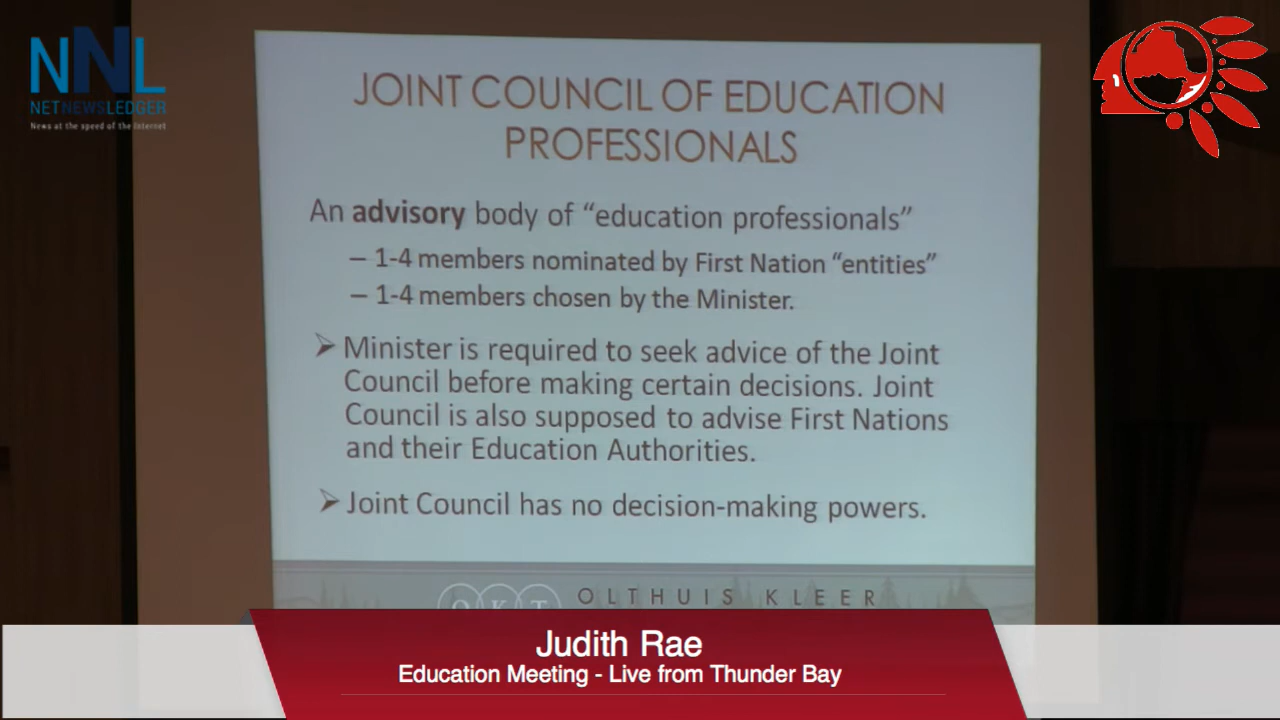 NNL
NETNEWSLEDGER
News at the speed of the Internet
JOINT COUNCIL OF EDUCATION
PROFESSIONALS
An advisory body of “education professionals”
– 1-4 members nominated by First Nation “entities”
– 1-4 members chosen by the Minister.
➢ Minister is required to seek advice of the Joint
Council before making certain decisions. Joint
Council is also supposed to advise First Nations
and their Education Authorities.
➢ Joint Council has no decision-making powers.
OKT OLTHUIS KLEER
Judith Rae
Education Meeting - Live from Thunder Bay